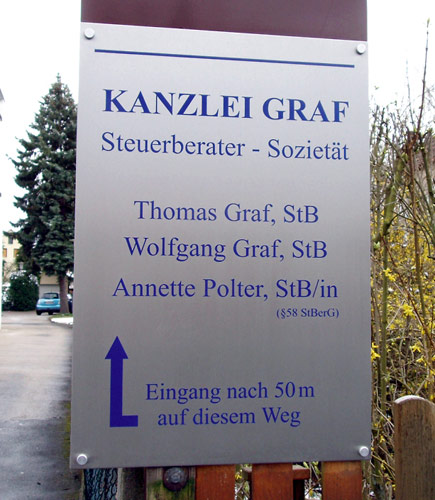 KANZLEI GRAF
Steuerberater - Sozietät
Thomas Graf, StB
Wolfgang Graf, StB
Annette Polter, StB/in
(§58 StBerG)
Eingang nach 50 m
auf diesem Weg